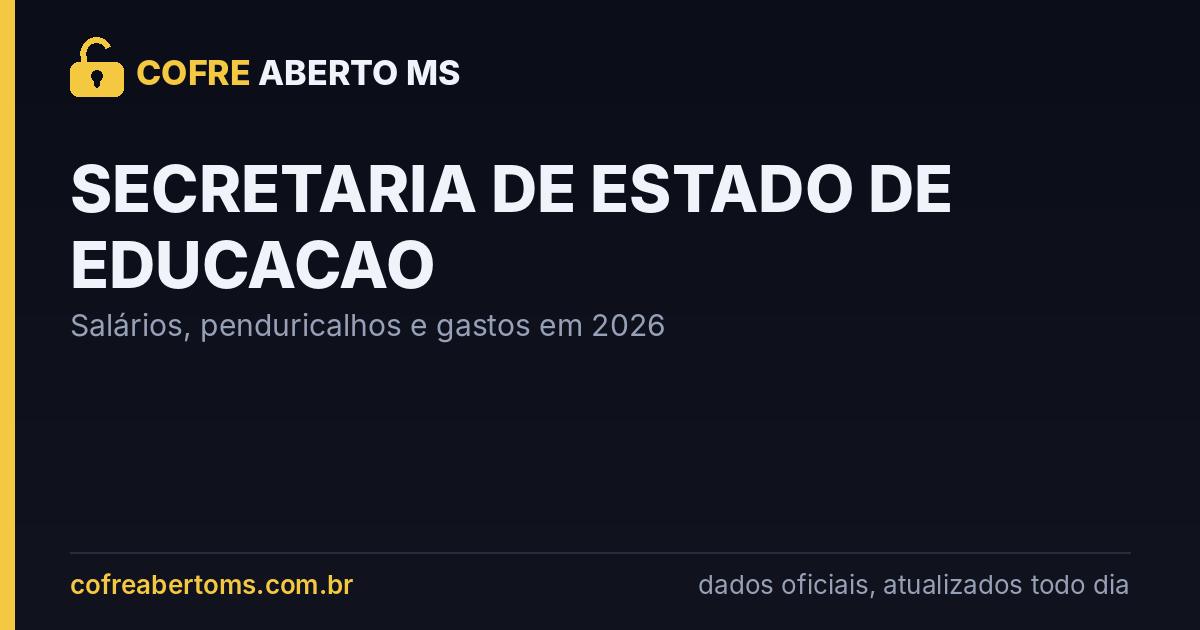 COFRE ABERTO MS
SECRETARIA DE ESTADO DE
EDUCACAO
Salários, penduricalhos e gastos em 2026
cofreabertoms.com.br
dados oficiais, atualizados todo dia